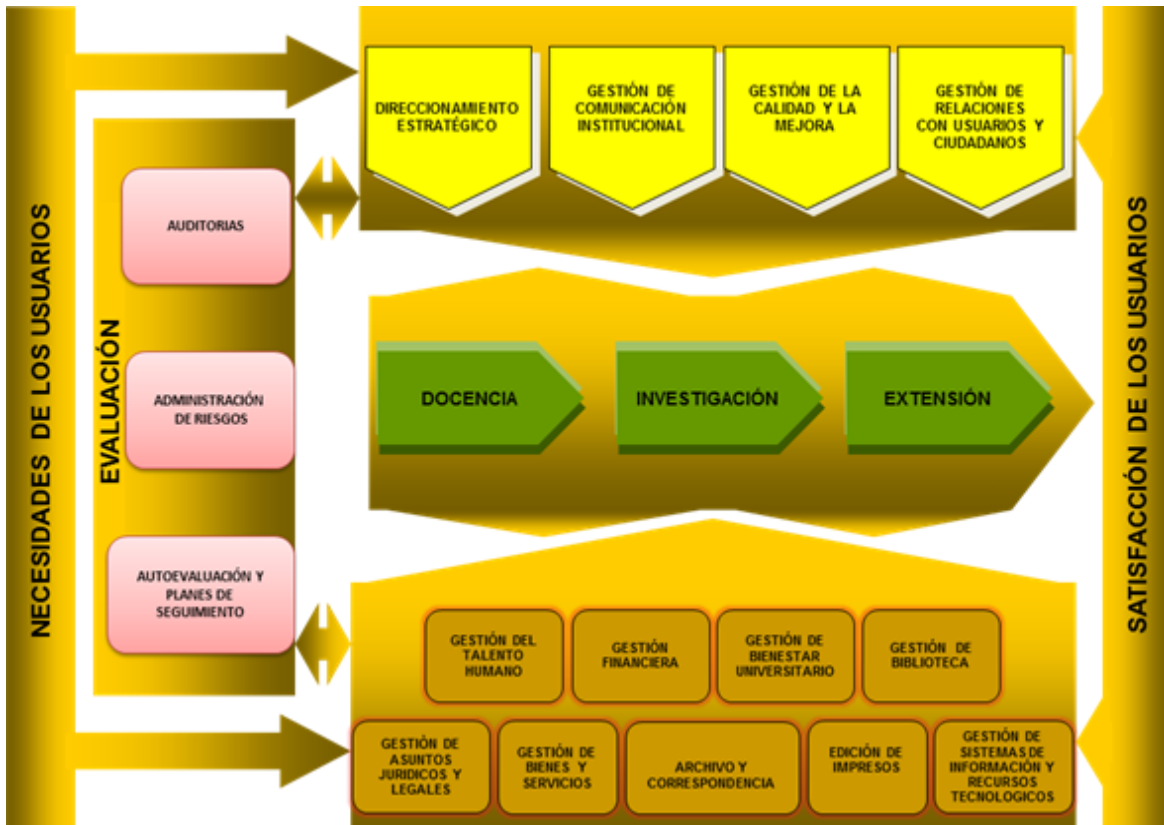 NECESIDADES DE LOS USUARIOS
EVALUACIÓN
AUDITORIAS
ADMINISTRACIÓN
DE RIESGOS
AUTOEVALUACIÓN Y
PLANES DE
SEGUIMIENTO
DIRECCIONAMIENTO
ESTRATÉGICO
GESTIÓN DE
COMUNICACIÓN
INSTITUCIONAL
GESTIÓN DE LA
CALIDAD Y LA
MEJORA
GESTIÓN DE
RELACIONES
CON USUARIOS Y
CIUDADANOS
DOCENCIA
INVESTIGACIÓN
EXTENSIÓN
GESTIÓN DEL
TALENTO
HUMANO
GESTIÓN
FINANCIERA
GESTIÓN DE
BIENESTAR
UNIVERSITARIO
GESTIÓN DE
BIBLIOTECA
GESTIÓN DE
ASUNTOS
JURIDICOS Y
LEGALES
GESTIÓN DE
BIENES Y
SERVICIOS
ARCHIVO Y
CORRESPONDENCIA
EDICIÓN DE
IMPRESOS
GESTIÓN DE
SISTEMAS DE
INFORMACIÓN Y
RECURSOS
TECNOLOGICOS
SATISFACCIÓN DE LOS USUARIOS